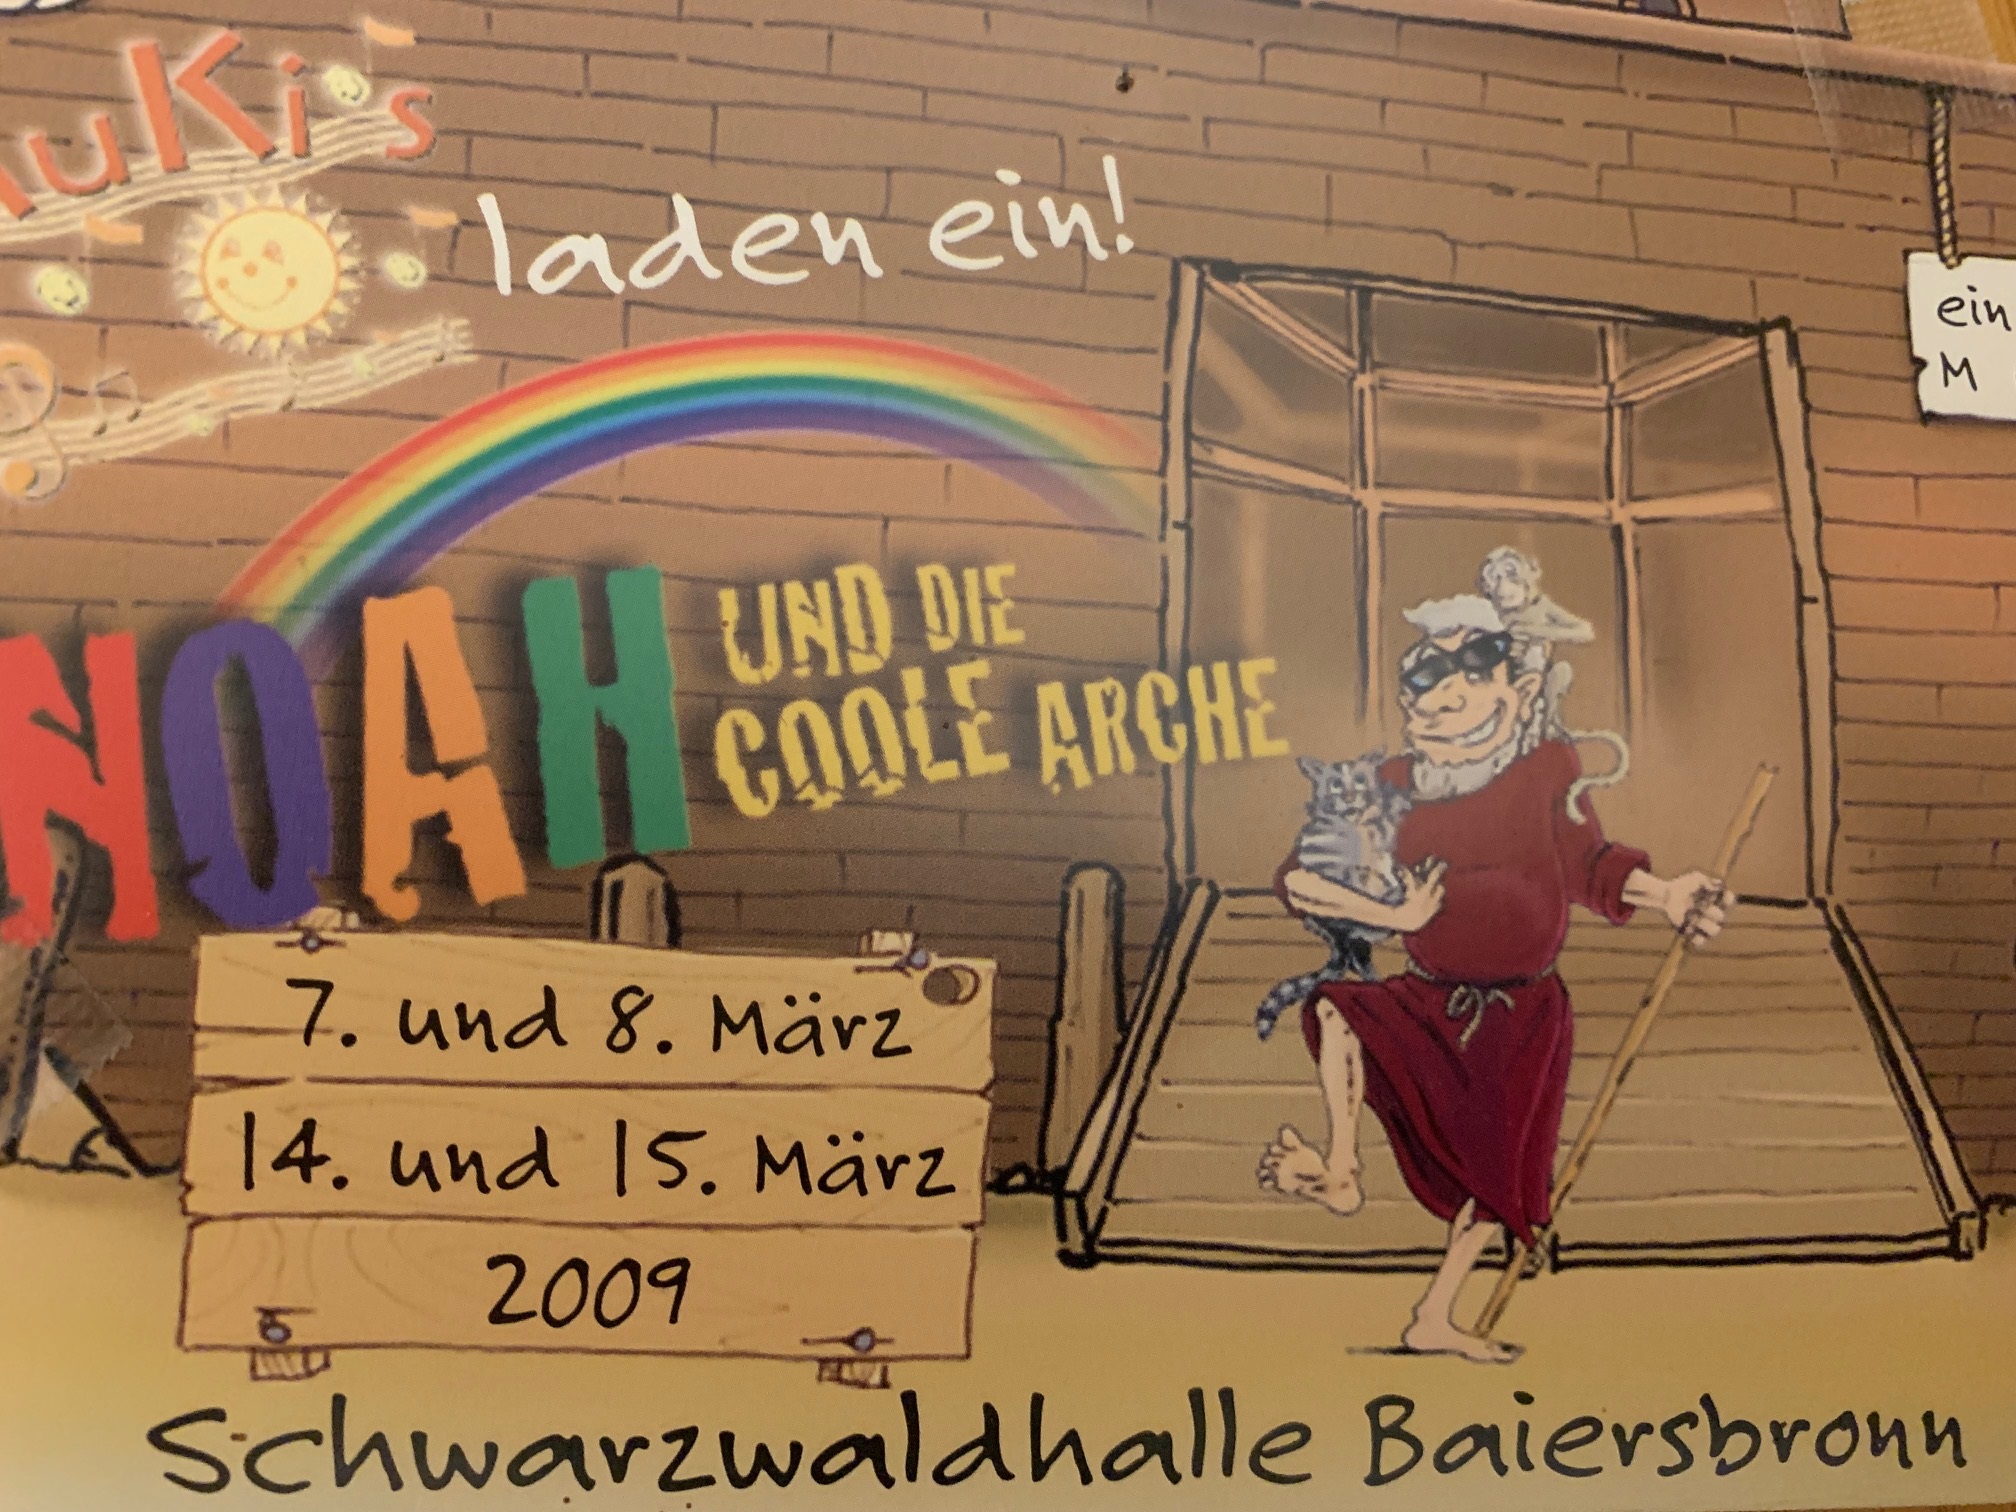 uKi's
laden ein!
NOAH
UND DIE
COOLE ARCHE
ein
M
7. und 8. März
14. und 15. März
2009
Schwarzwaldhalle Baiersbronn